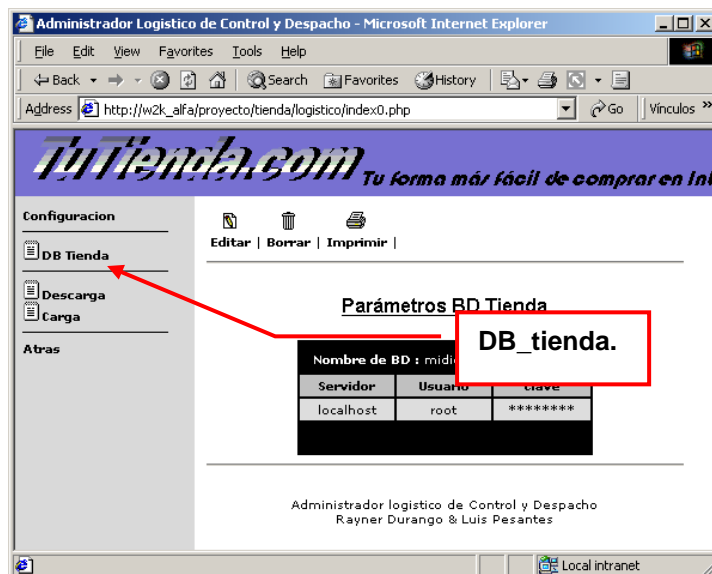 Administrador Logistico de Control y Despacho - Microsoft Internet Explorer
File Edit View Favorites Tools Help
Back Search Favorites History
Address http://w2k_alfa/proyecto/tienda/logistico/index0.php Go Vínculos »
TuTienda.com Tu forma más fácil de comprar en
Configuracion
DB Tienda
Descarga
Carga
Atras
Editar | Borrar | Imprimir |
Parámetros BD Tienda
DB_tienda.
Nombre de BD :
Servidor Usuario clave
localhost root ********
Administrador logistico de Control y Despacho
Rayner Durango & Luis Pesantes
Local intranet